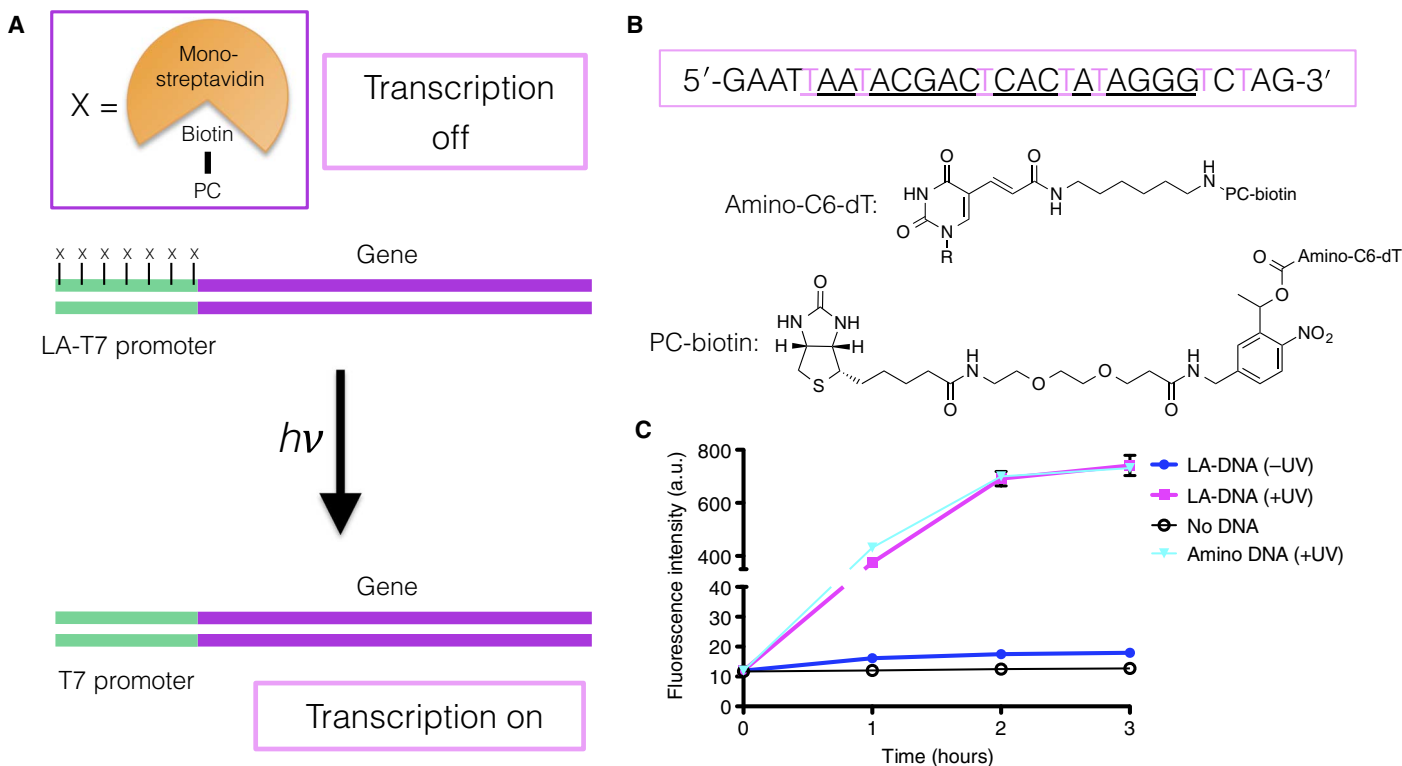 A
Mono-
streptavidin
X =
Biotin
PC
Transcription
off
X X X X X X X
Gene
LA-T7 promoter
hν
Gene
T7 promoter
Transcription on
B
5′-GAATTAATACGACTCACTATAGGGTCTAG-3′
Amino-C6-dT:
O
O
HN
O
N
R
N
H
H
N
PC-biotin
PC-biotin:
O
HN
NH
H
H
S
O
H
N
O
O
O
H
N
O
Amino-C6-dT
O
NO2
C
Fluorescence intensity (a.u.)
800
600
400
40
30
20
10
0
0
1
2
3
Time (hours)
LA-DNA (–UV)
LA-DNA (+UV)
No DNA
Amino DNA (+UV)